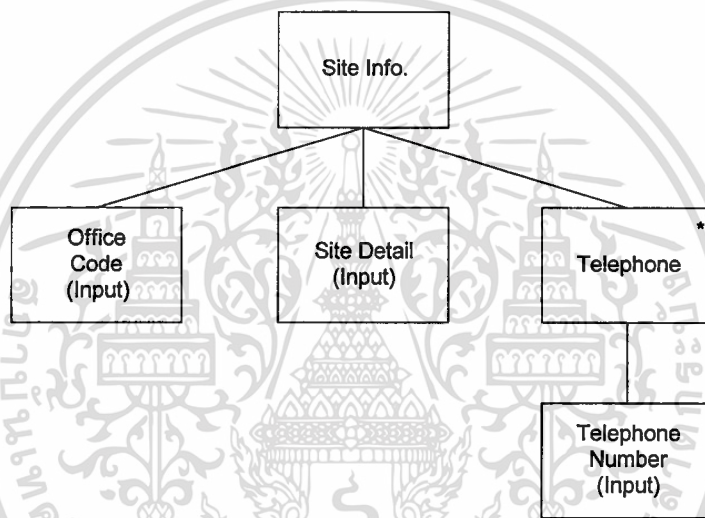 Site Info.
Office
Code
(Input)
Site Detail
(Input)
*
Telephone
Telephone
Number
(Input)